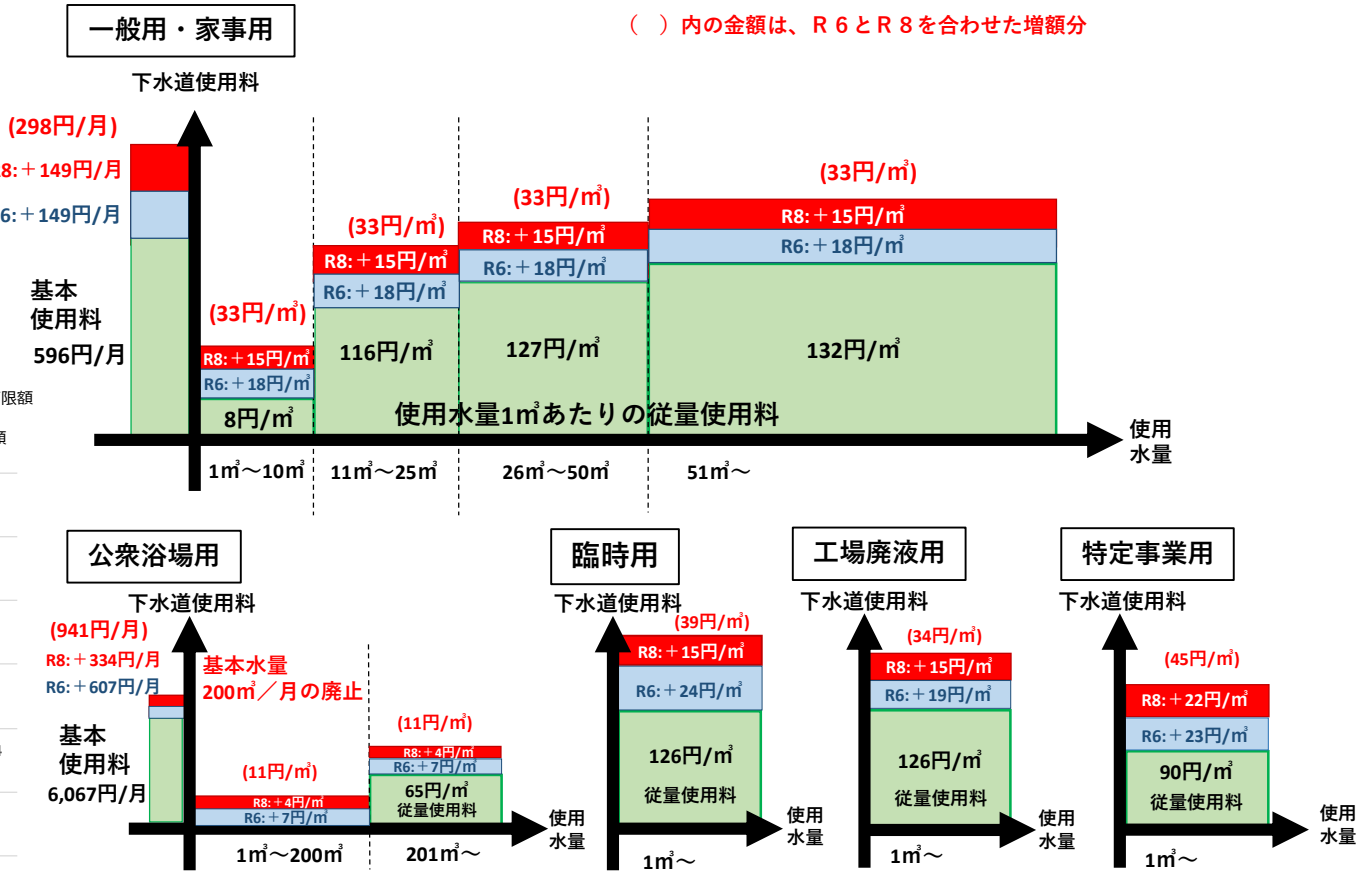 一般用・家事用
（　）内の金額は、Ｒ６とＲ８を合わせた増額分
下水道使用料
(298円/月)
8:＋149円/月
6:＋149円/月
基本
使用料
596円/月
限額
(33円/㎥)
R8:＋15円/㎥
R6:＋18円/㎥
8円/㎥
(33円/㎥)
R8:＋15円/㎥
R6:＋18円/㎥
116円/㎥
(33円/㎥)
R8:＋15円/㎥
R6:＋18円/㎥
127円/㎥
(33円/㎥)
R8:＋15円/㎥
R6:＋18円/㎥
132円/㎥
使用水量1㎥あたりの従量使用料
使用
水量
1㎥～10㎥
11㎥～25㎥
26㎥～50㎥
51㎥～
公衆浴場用
下水道使用料
(941円/月)
R8:＋334円/月
R6:＋607円/月
基本
使用料
6,067円/月
基本水量
200㎥／月の廃止
(11円/㎥)
R8:＋4円/㎥
R6:＋7円/㎥
(11円/㎥)
R8:＋4円/㎥
R6:＋7円/㎥
65円/㎥
従量使用料
使用
水量
1㎥～200㎥
201㎥～
臨時用
下水道使用料
(39円/㎥)
R8:＋15円/㎥
R6:＋24円/㎥
126円/㎥
従量使用料
使用
水量
1㎥～
工場廃液用
下水道使用料
(34円/㎥)
R8:＋15円/㎥
R6:＋19円/㎥
126円/㎥
従量使用料
使用
水量
1㎥～
特定事業用
下水道使用料
(45円/㎥)
R8:＋22円/㎥
R6:＋23円/㎥
90円/㎥
従量使用料
使用
水量
1㎥～